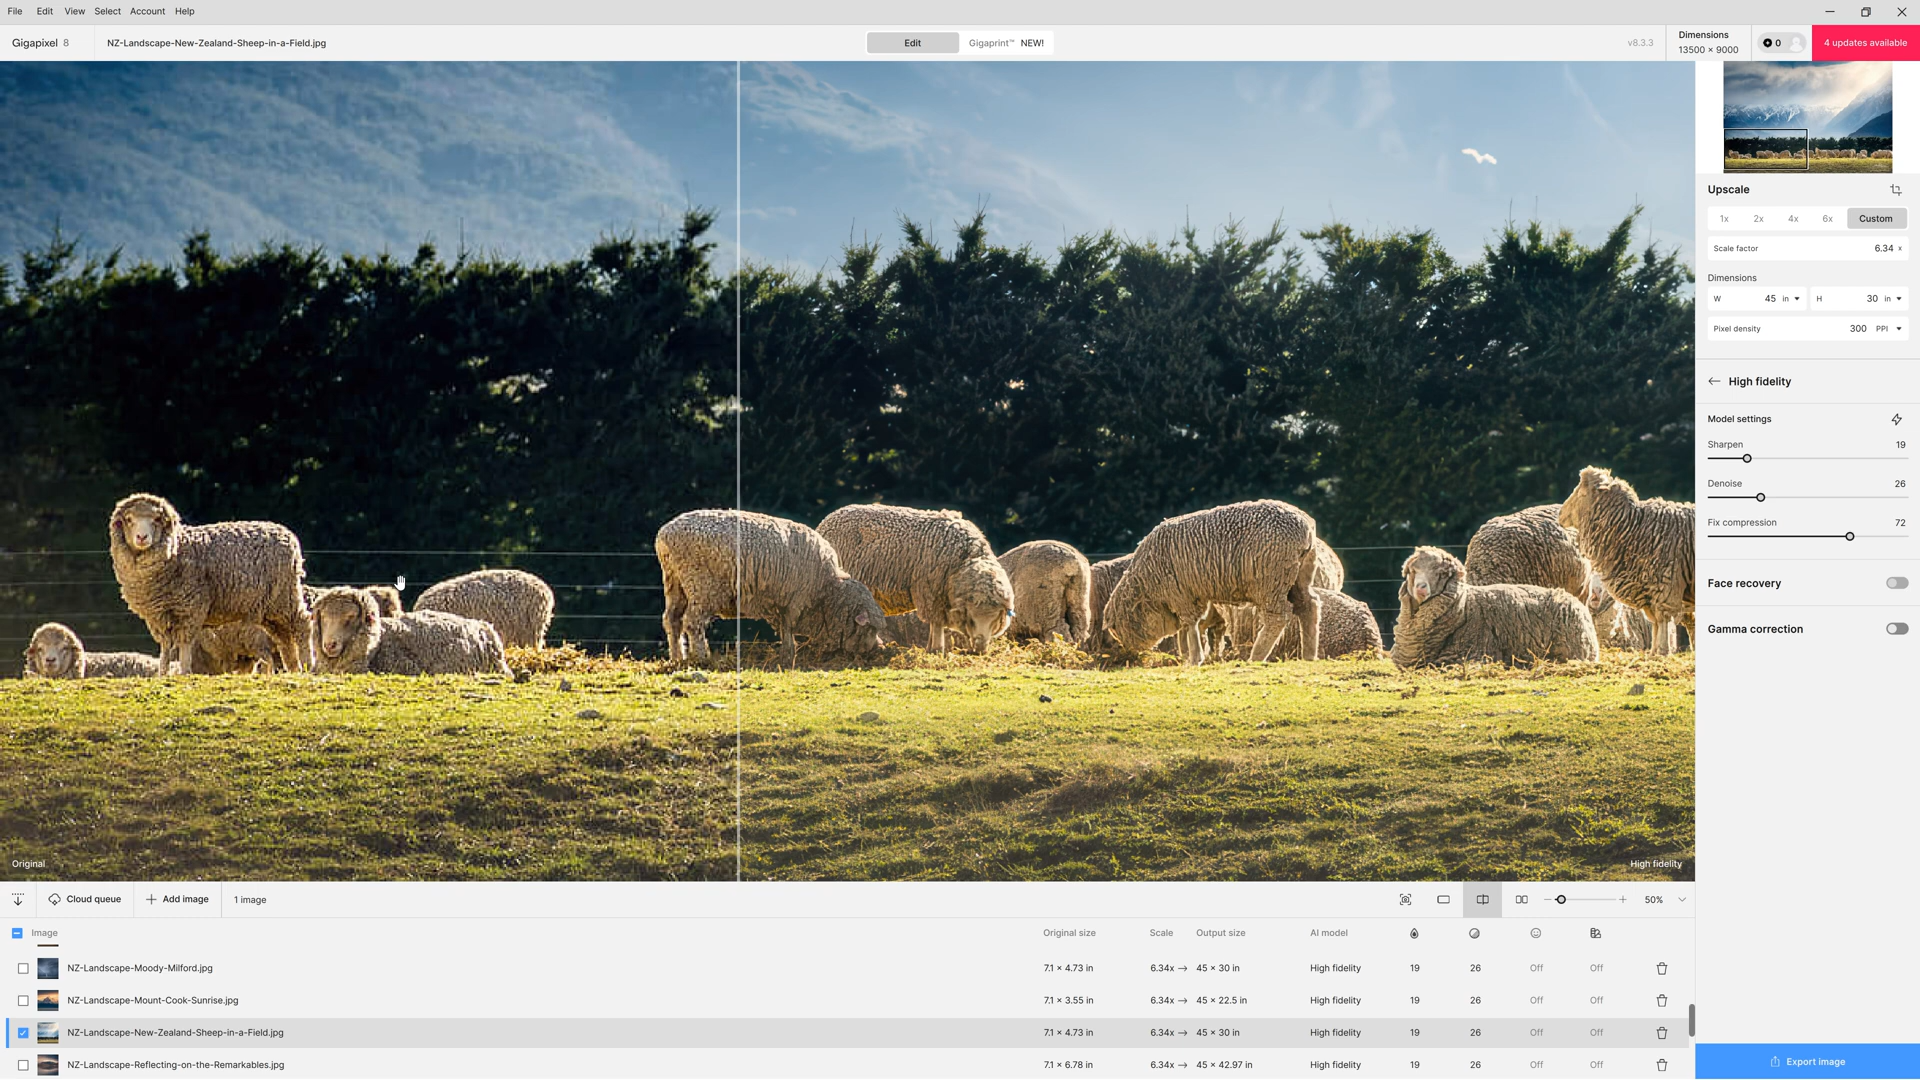 File Edit View Select Account Help
Gigapixel 8
NZ-Landscape-New-Zealand-Sheep-in-a-Field.jpg
Edit
Gigaprint™ NEW!
v8.3.3
Dimensions
13500 × 9000
0
4 updates available
Upscale
1x 2x 4x 6x Custom
Scale factor 6.34 x
Dimensions
W 45 in H 30 in
Pixel density 300 PPI
High fidelity
Model settings
Sharpen 19
Denoise 26
Fix compression 72
Face recovery
Gamma correction
Original
High fidelity
Cloud queue Add image 1 image 50%
Image Original size Scale Output size AI model
NZ-Landscape-Moody-Milford.jpg 7.1 × 4.73 in 6.34x → 45 × 30 in High fidelity 19 26 Off Off
NZ-Landscape-Mount-Cook-Sunrise.jpg 7.1 × 3.55 in 6.34x → 45 × 22.5 in High fidelity 19 26 Off Off
NZ-Landscape-New-Zealand-Sheep-in-a-Field.jpg 7.1 × 4.73 in 6.34x → 45 × 30 in High fidelity 19 26 Off Off
NZ-Landscape-Reflecting-on-the-Remarkables.jpg 7.1 × 6.78 in 6.34x → 45 × 42.97 in High fidelity 19 26 Off Off
Export image